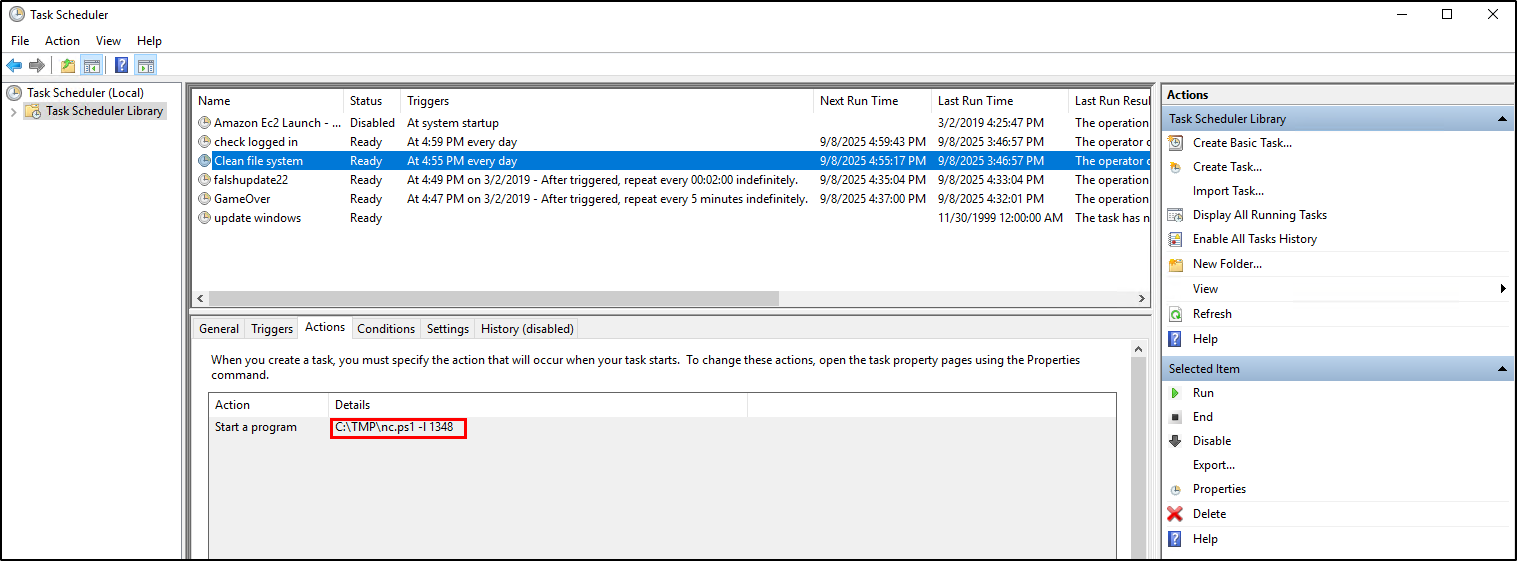 Task Scheduler
File Action View Help
Task Scheduler (Local)
Task Scheduler Library
Name Status Triggers Next Run Time Last Run Time Last Run Resul
Amazon Ec2 Launch - ... Disabled At system startup 3/2/2019 4:25:47 PM The operation
check logged in Ready At 4:59 PM every day 9/8/2025 4:59:43 PM 9/8/2025 3:46:57 PM The operation
Clean file system Ready At 4:55 PM every day 9/8/2025 4:55:17 PM 9/8/2025 3:46:57 PM The operator o
falshupdate22 Ready At 4:49 PM on 3/2/2019 - After triggered, repeat every 00:02:00 indefinitely. 9/8/2025 4:35:04 PM 9/8/2025 4:33:04 PM The operation
GameOver Ready At 4:47 PM on 3/2/2019 - After triggered, repeat every 5 minutes indefinitely. 9/8/2025 4:37:00 PM 9/8/2025 4:32:01 PM The operation
update windows Ready 11/30/1999 12:00:00 AM The task has n
General Triggers Actions Conditions Settings History (disabled)
When you create a task, you must specify the action that will occur when your task starts. To change these actions, open the task property pages using the Properties
command.
Action Details
Start a program C:\TMP\nc.ps1 -l 1348
Actions
Task Scheduler Library
Create Basic Task...
Create Task...
Import Task...
Display All Running Tasks
Enable All Tasks History
New Folder...
View
Refresh
Help
Selected Item
Run
End
Disable
Export...
Properties
Delete
Help